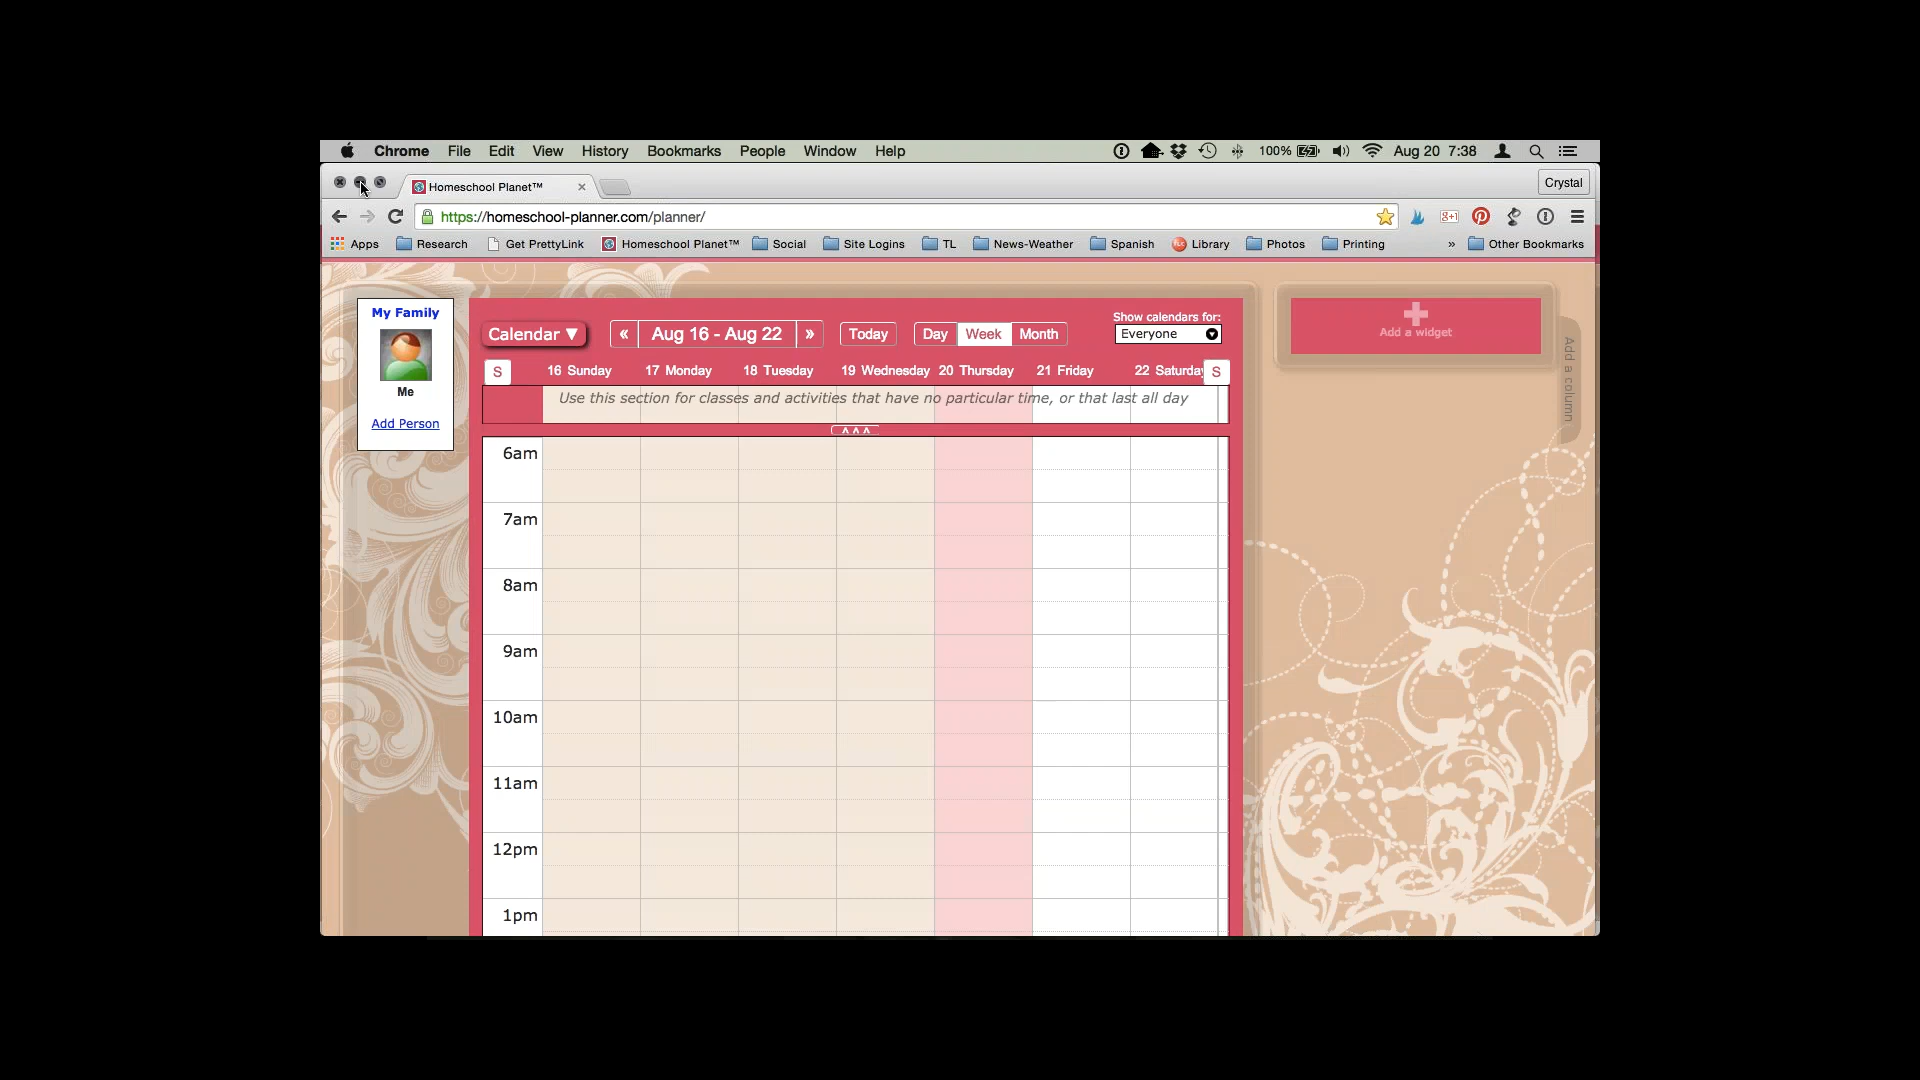 Chrome File Edit View History Bookmarks People Window Help 100% Aug 20 7:38
Homeschool Planet™ Crystal
https://homeschool-planner.com/planner/
Apps Research Get PrettyLink Homeschool Planet™ Social Site Logins TL News-Weather Spanish Library Photos Printing » Other Bookmarks
My Family
Me
Add Person
Calendar ▼ « Aug 16 - Aug 22 » Today Day Week Month
Show calendars for:
Everyone
S 16 Sunday 17 Monday 18 Tuesday 19 Wednesday 20 Thursday 21 Friday 22 Saturday S
Use this section for classes and activities that have no particular time, or that last all day
6am
7am
8am
9am
10am
11am
12pm
1pm
Add a widget
Add a column